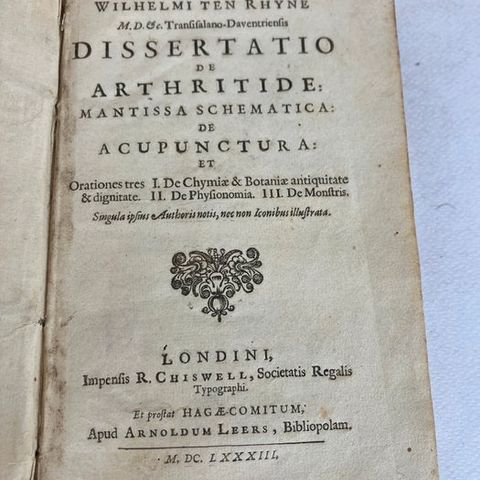 WILHELMI TEN RHYNE
M.D. &c. Transisalano-Daventriensis
DISSERTATIO
DE
ARTHRITIDE:
MANTISSA SCHEMATICA:
DE
ACUPUNCTURA:
ET
Orationes tres I. De Chymiæ & Botaniæ antiquitate
& dignitate. II. De Physionomia. III. De Monstris.
Singula ipsius Authoris notis, nec non Iconibus illustrata.
LONDINI,
Impensis R. CHISWELL, Societatis Regalis
Typographi.
Et prostat HAGÆ-COMITUM,
Apud ARNOLDUM LEERS, Bibliopolam.
M. DC. LXXXIII,